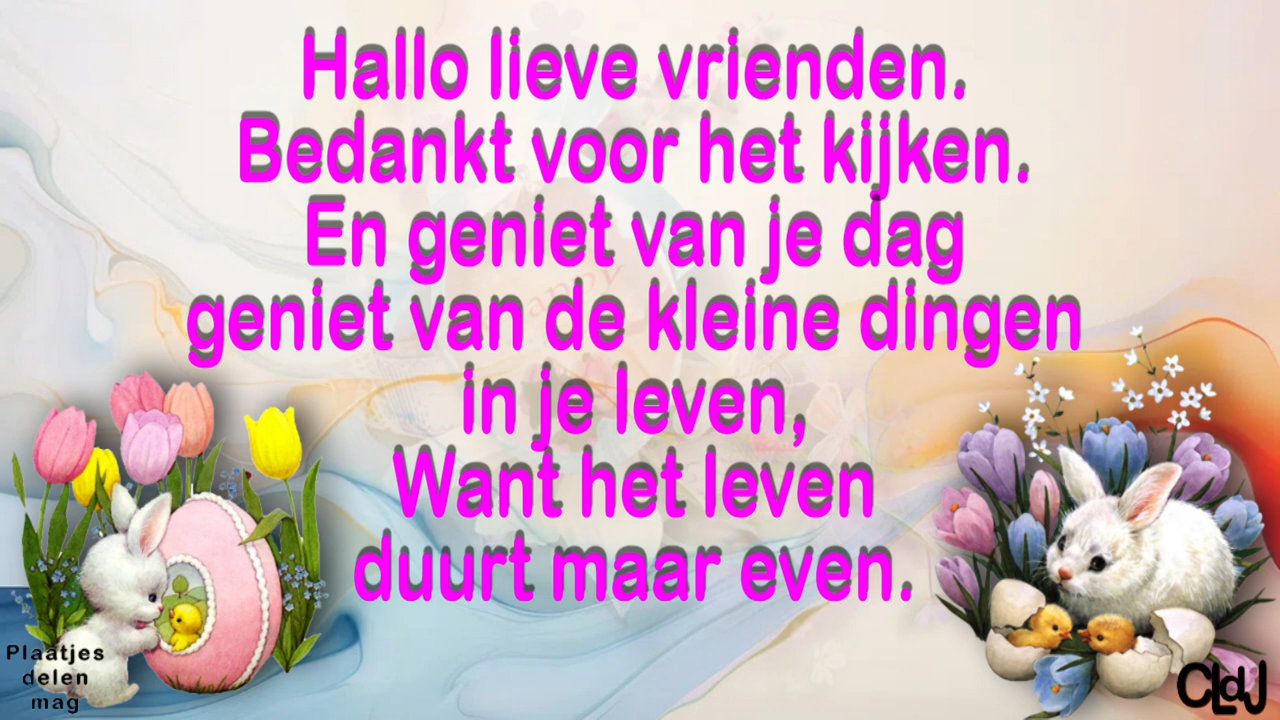 Hallo lieve vrienden.
Bedankt voor het kijken.
En geniet van je dag
geniet van de kleine dingen
in je leven,
Want het leven
duurt maar even.
Plaatjes
delen
mag
CLdJ